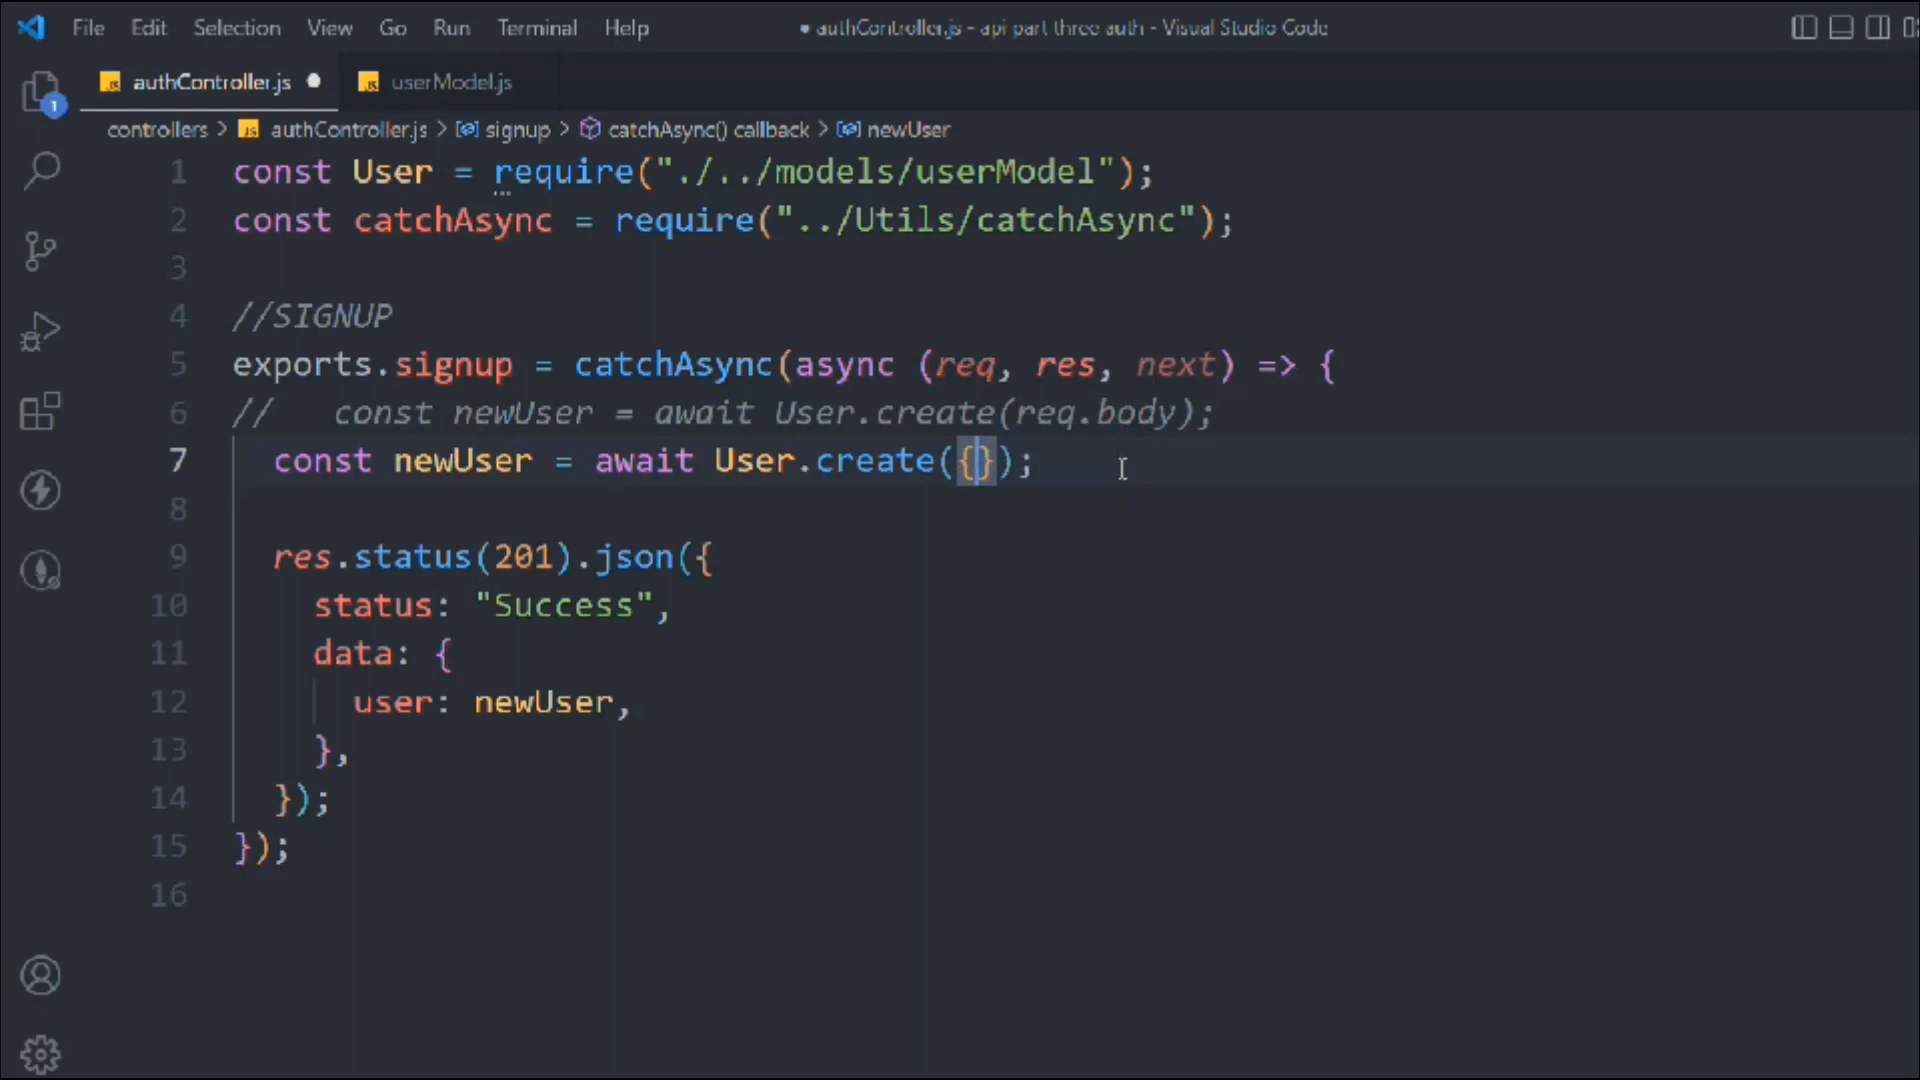 File Edit Selection View Go Run Terminal Help ● authController.js - api part three auth - Visual Studio Code
authController.js ● userModel.js
1
controllers > authController.js > signup > catchAsync() callback > newUser
1 const User = require("./../models/userModel");
2 const catchAsync = require("../Utils/catchAsync");
3
4 //SIGNUP
5 exports.signup = catchAsync(async (req, res, next) => {
6 //   const newUser = await User.create(req.body);
7   const newUser = await User.create({});
8
9   res.status(201).json({
10     status: "Success",
11     data: {
12       user: newUser,
13     },
14   });
15 });
16